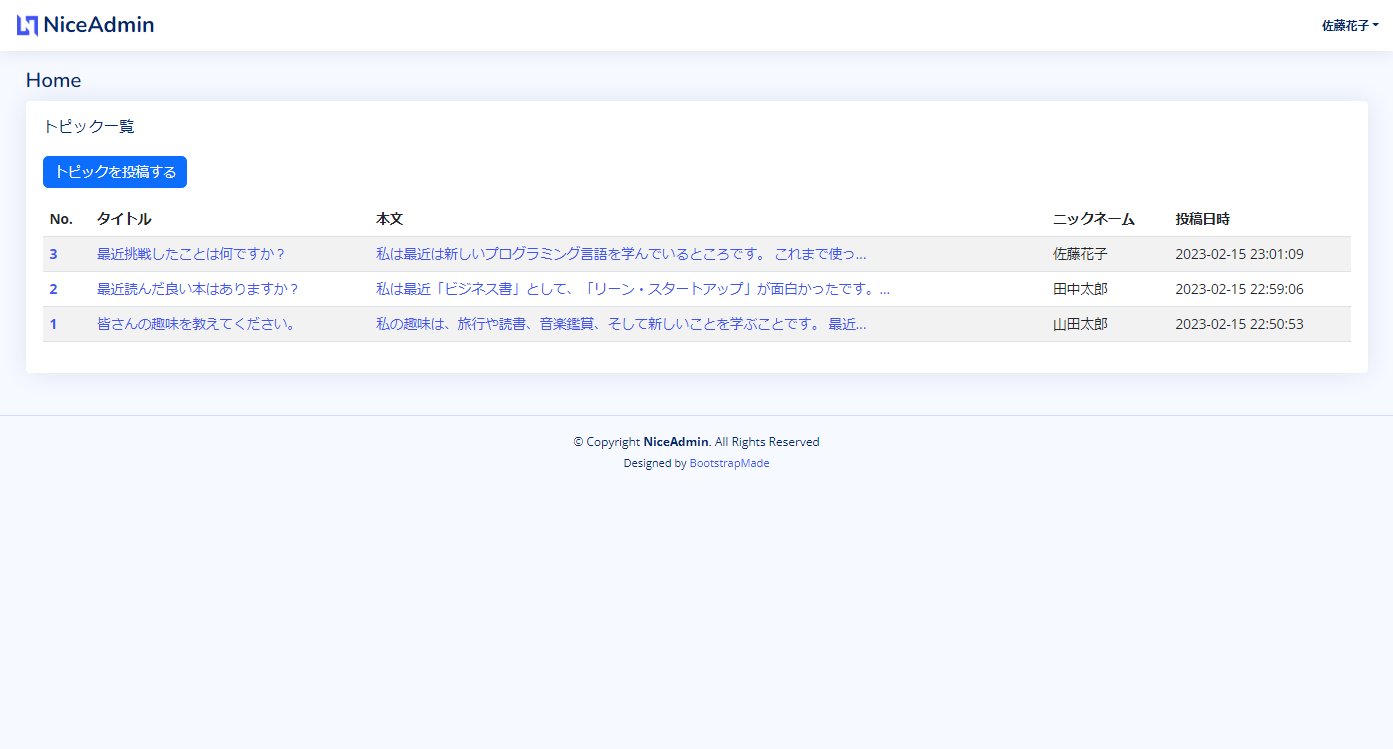 NiceAdmin 佐藤花子
Home
トピック一覧
トピックを投稿する
No. タイトル 本文 ニックネーム 投稿日時
3 最近挑戦したことは何ですか？ 私は最近は新しいプログラミング言語を学んでいるところです。 これまで使っ... 佐藤花子 2023-02-15 23:01:09
2 最近読んだ良い本はありますか？ 私は最近「ビジネス書」として、「リーン・スタートアップ」が面白かったです。... 田中太郎 2023-02-15 22:59:06
1 皆さんの趣味を教えてください。 私の趣味は、旅行や読書、音楽鑑賞、そして新しいことを学ぶことです。 最近... 山田太郎 2023-02-15 22:50:53
© Copyright NiceAdmin. All Rights Reserved
Designed by BootstrapMade